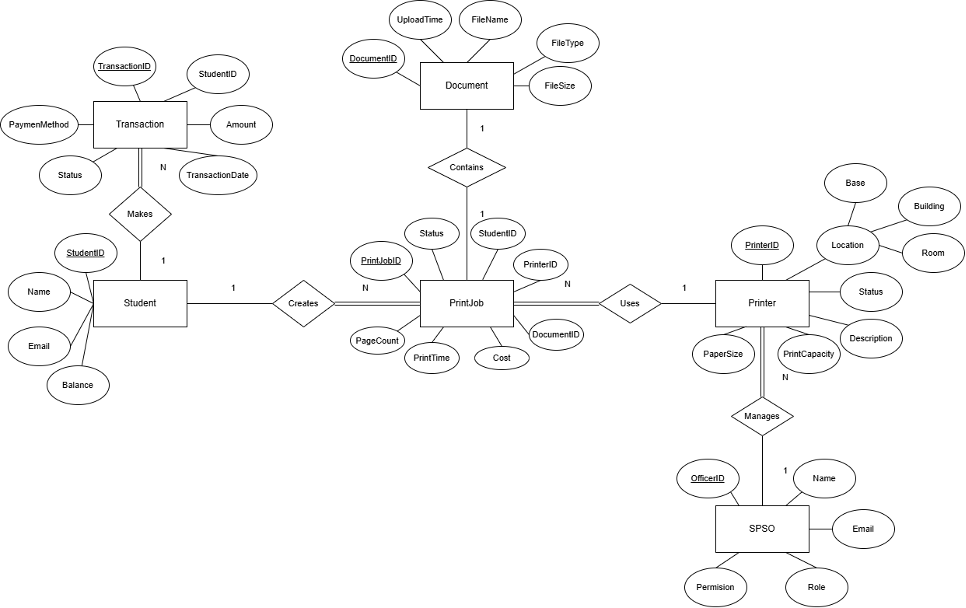 UploadTime
FileName
DocumentID
FileType
Document
FileSize
TransactionID
StudentID
PaymenMethod
Transaction
Amount
Status
TransactionDate
N
Makes
1
1
Contains
1
Base
Building
Location
Room
StudentID
Name
Student
Email
Balance
1
Creates
N
Status
StudentID
PrintJobID
PrinterID
PrintJob
PageCount
PrintTime
Cost
DocumentID
N
Uses
1
PrinterID
Printer
Status
Description
PaperSize
PrintCapacity
N
Manages
1
OfficerID
Name
SPSO
Email
Permision
Role